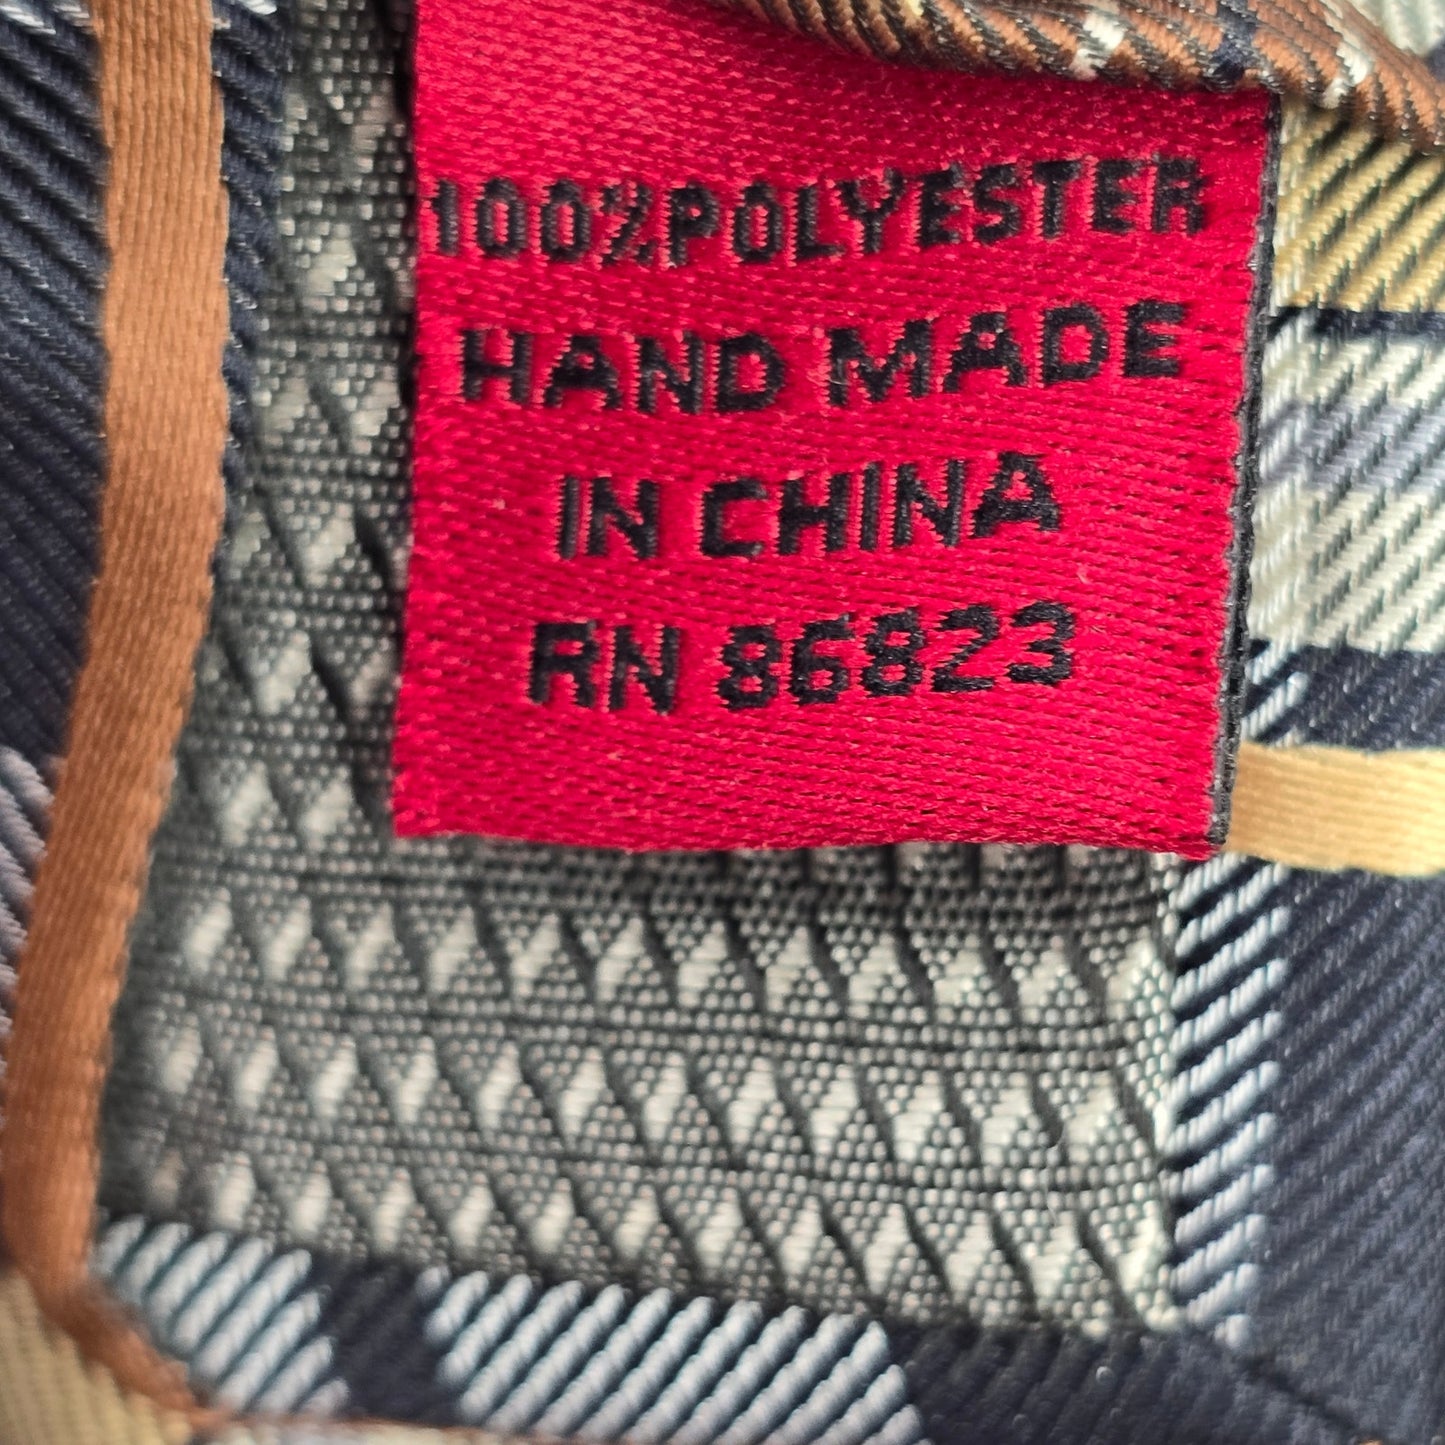 100%POLYESTER
HAND MADE
IN CHINA
RN 86823